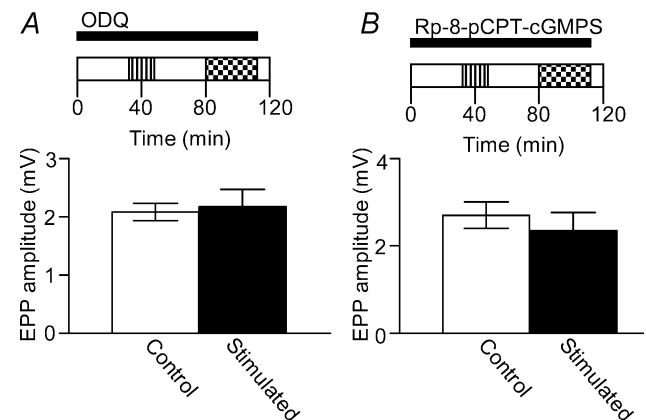 A
ODQ
0 40 80 120
Time (min)
EPP amplitude (mV)
3
2
1
0
Control
Stimulated
B
Rp-8-pCPT-cGMPS
0 40 80 120
Time (min)
EPP amplitude (mV)
4
2
0
Control
Stimulated